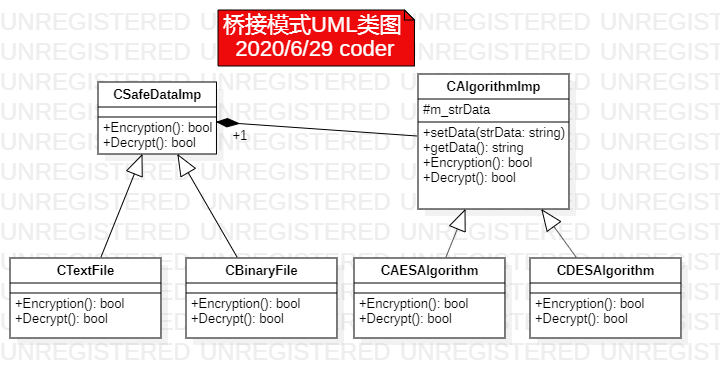 桥接模式UML类图
2020/6/29 coder
CSafeDataImp
+Encryption(): bool
+Decrypt(): bool
+1
CAlgorithmImp
#m_strData
+setData(strData: string)
+getData(): string
+Encryption(): bool
+Decrypt(): bool
CTextFile
+Encryption(): bool
+Decrypt(): bool
CBinaryFile
+Encryption(): bool
+Decrypt(): bool
CAESAlgorithm
+Encryption(): bool
+Decrypt(): bool
CDESAlgorithm
+Encryption(): bool
+Decrypt(): bool
UNREGISTERED UNREGISTERED UNREGISTERED UNREGISTERED